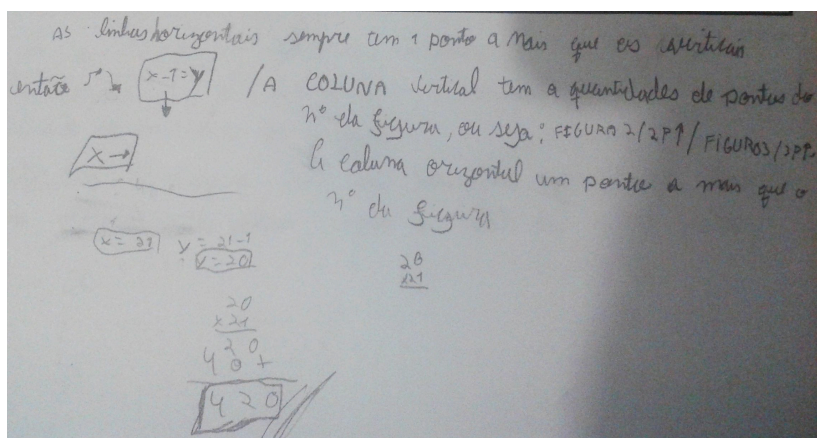 As linhas horizontais sempre tem 1 ponto a mais que as verticais
então x-1=y / A COLUNA vertical tem a quantidades de pontos do
nº da figura, ou seja: FIGURA 2/2P↑/FIGURA3/3P↑.
x→ A coluna orizontal um ponto a mais que o
nº da figura
x=21 y=21-1
y=20
20
x21
20
21
20
40+
420